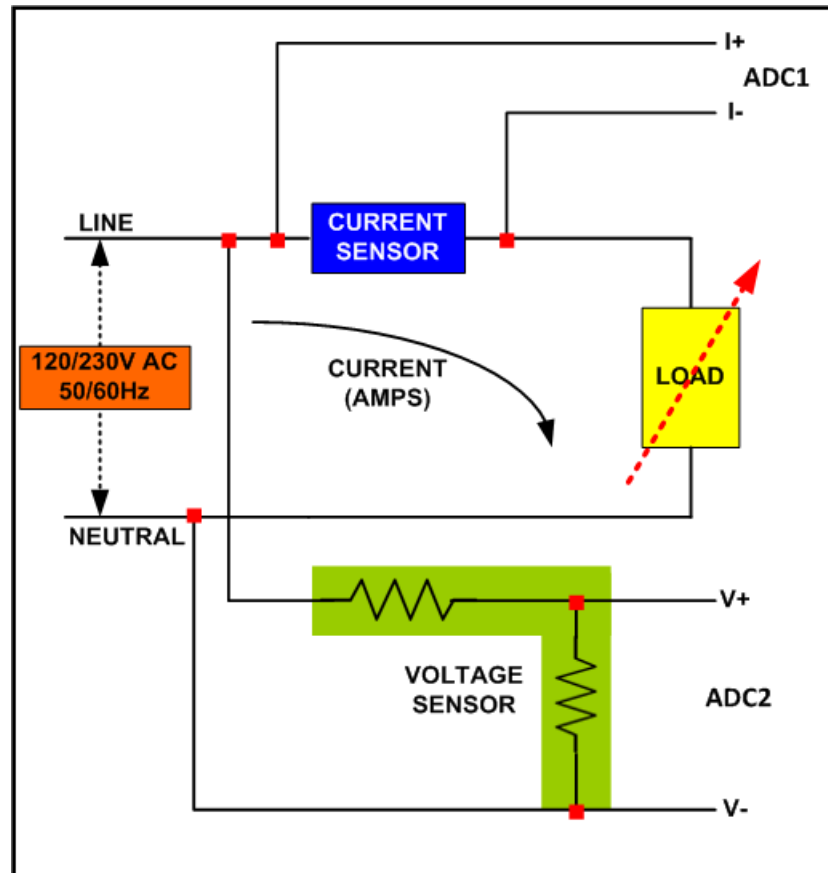 I+
ADC1
I-
LINE
CURRENT
SENSOR
120/230V AC
50/60Hz
CURRENT
(AMPS)
LOAD
NEUTRAL
V+
VOLTAGE
SENSOR
ADC2
V-